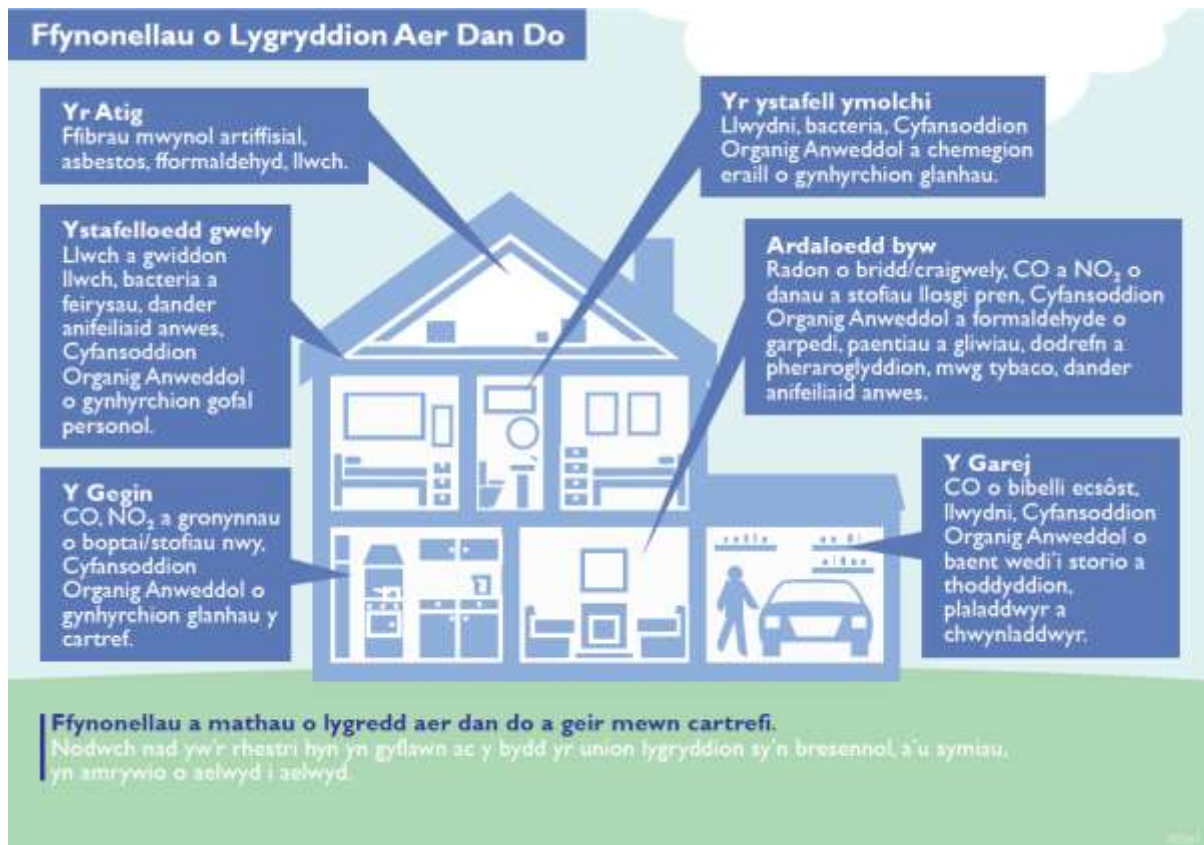 Ffynonellau o Lygryddion Aer Dan Do
Yr Atig
Ffibrau mwynol artiffisial,
asbestos, fformaldehyd, llwch.
Yr ystafell ymolchi
Llwydni, bacteria, Cyfansoddion
Organig Anweddol a chemegion
eraill o gynhyrchion glanhau.
Ystafelloedd gwely
Llwch a gwiddon
llwch, bacteria a
feirysau, dander
anifeiliaid anwes,
Cyfansoddion
Organig Anweddol
o gynhyrchion gofal
personol.
Ardaloedd byw
Radon o bridd/craigwely, CO a NO₂ o
danau a stofiau llosgi pren, Cyfansoddion
Organig Anweddol a formaldehyde o
garpedi, paentiau a gliwiau, dodrefn a
pheraroglyddion, mwg tybaco, dander
anifeiliaid anwes.
Y Gegin
CO, NO₂ a gronynnau
o boptai/stofiau nwy,
Cyfansoddion
Organig Anweddol o
gynhyrchion glanhau y
cartref.
Y Garej
CO o bibelli ecsôst,
llwydni, Cyfansoddion
Organig Anweddol o
baent wedi'i storio a
thoddyddion,
plaladdwyr a
chwynladdwyr.
Ffynonellau a mathau o lygredd aer dan do a geir mewn cartrefi.
Nodwch nad yw'r rhestri hyn yn gyflawn ac y bydd yr union lygryddion sy'n bresennol, a'u symiau,
yn amrywio o aelwyd i aelwyd.